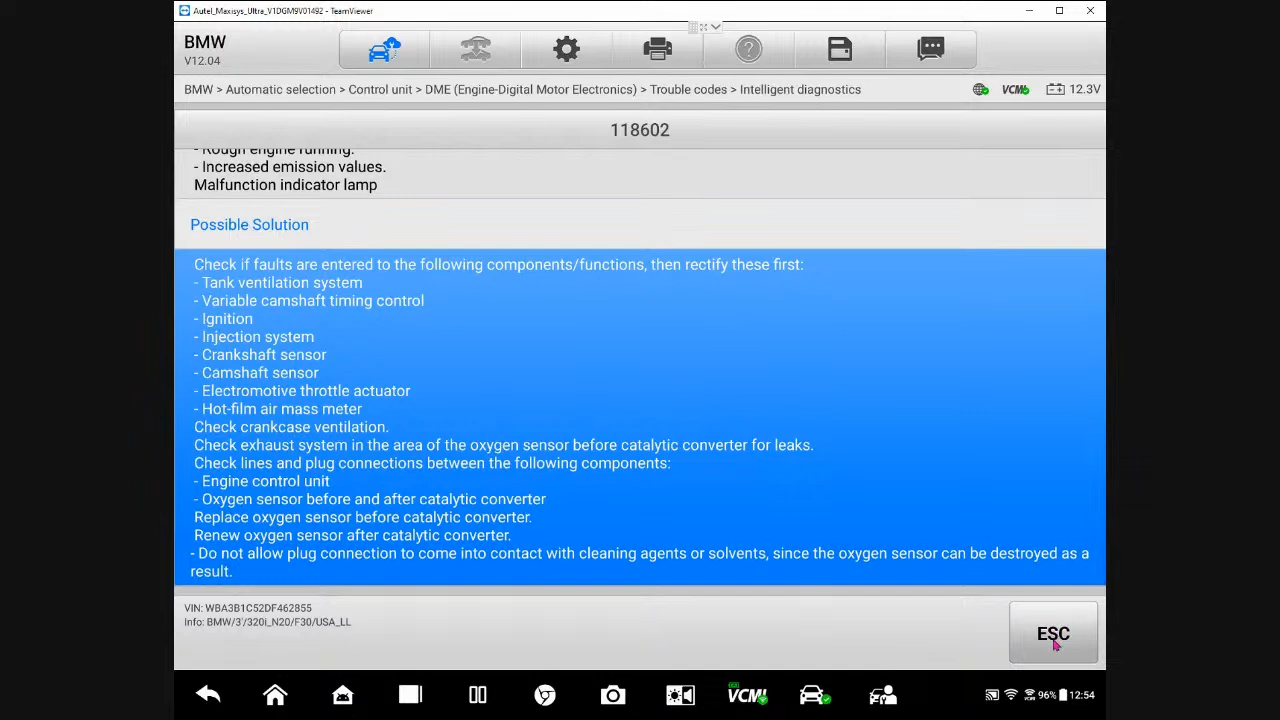 Autel_Maxisys_Ultra_V1DGM9V01492 - TeamViewer
BMW
V12.04
BMW > Automatic selection > Control unit > DME (Engine-Digital Motor Electronics) > Trouble codes > Intelligent diagnostics
VCMI
12.3V
118602
- Rough engine running.
- Increased emission values.
Malfunction indicator lamp
Possible Solution
Check if faults are entered to the following components/functions, then rectify these first:
- Tank ventilation system
- Variable camshaft timing control
- Ignition
- Injection system
- Crankshaft sensor
- Camshaft sensor
- Electromotive throttle actuator
- Hot-film air mass meter
Check crankcase ventilation.
Check exhaust system in the area of the oxygen sensor before catalytic converter for leaks.
Check lines and plug connections between the following components:
- Engine control unit
- Oxygen sensor before and after catalytic converter
Replace oxygen sensor before catalytic converter.
Renew oxygen sensor after catalytic converter.
- Do not allow plug connection to come into contact with cleaning agents or solvents, since the oxygen sensor can be destroyed as a
result.
VIN: WBA3B1C52DF462855
Info: BMW/3'/320i_N20/F30/USA_LL
ESC
VCMI
96% 12:54